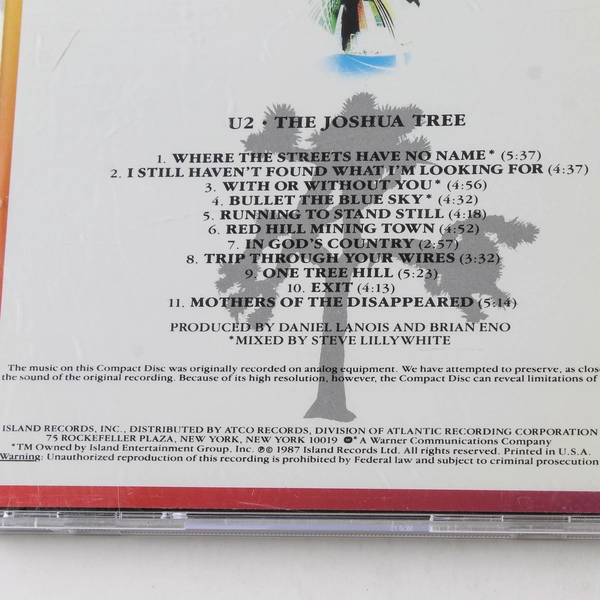 U2 · THE JOSHUA TREE
1. WHERE THE STREETS HAVE NO NAME* (5:37)
2. I STILL HAVEN'T FOUND WHAT I'M LOOKING FOR (4:37)
3. WITH OR WITHOUT YOU* (4:56)
4. BULLET THE BLUE SKY* (4:32)
5. RUNNING TO STAND STILL (4:18)
6. RED HILL MINING TOWN (4:52)
7. IN GOD'S COUNTRY (2:57)
8. TRIP THROUGH YOUR WIRES (3:32)
9. ONE TREE HILL (5:23)
10. EXIT (4:13)
11. MOTHERS OF THE DISAPPEARED (5:14)
PRODUCED BY DANIEL LANOIS AND BRIAN ENO
*MIXED BY STEVE LILLYWHITE
The music on this Compact Disc was originally recorded on analog equipment. We have attempted to preserve, as
the sound of the original recording. Because of its high resolution, however, the Compact Disc can reveal limitations of
ISLAND RECORDS, INC., DISTRIBUTED BY ATCO RECORDS, DIVISION OF ATLANTIC RECORDING CORPORATION
75 ROCKEFELLER PLAZA, NEW YORK, NEW YORK 10019 * A Warner Communications Company
*TM Owned by Island Entertainment Group, Inc. ℗© 1987 Island Records Ltd. All rights reserved. Printed in U.S.A.
Warning: Unauthorized reproduction of this recording is prohibited by Federal law and subject to criminal prosecution